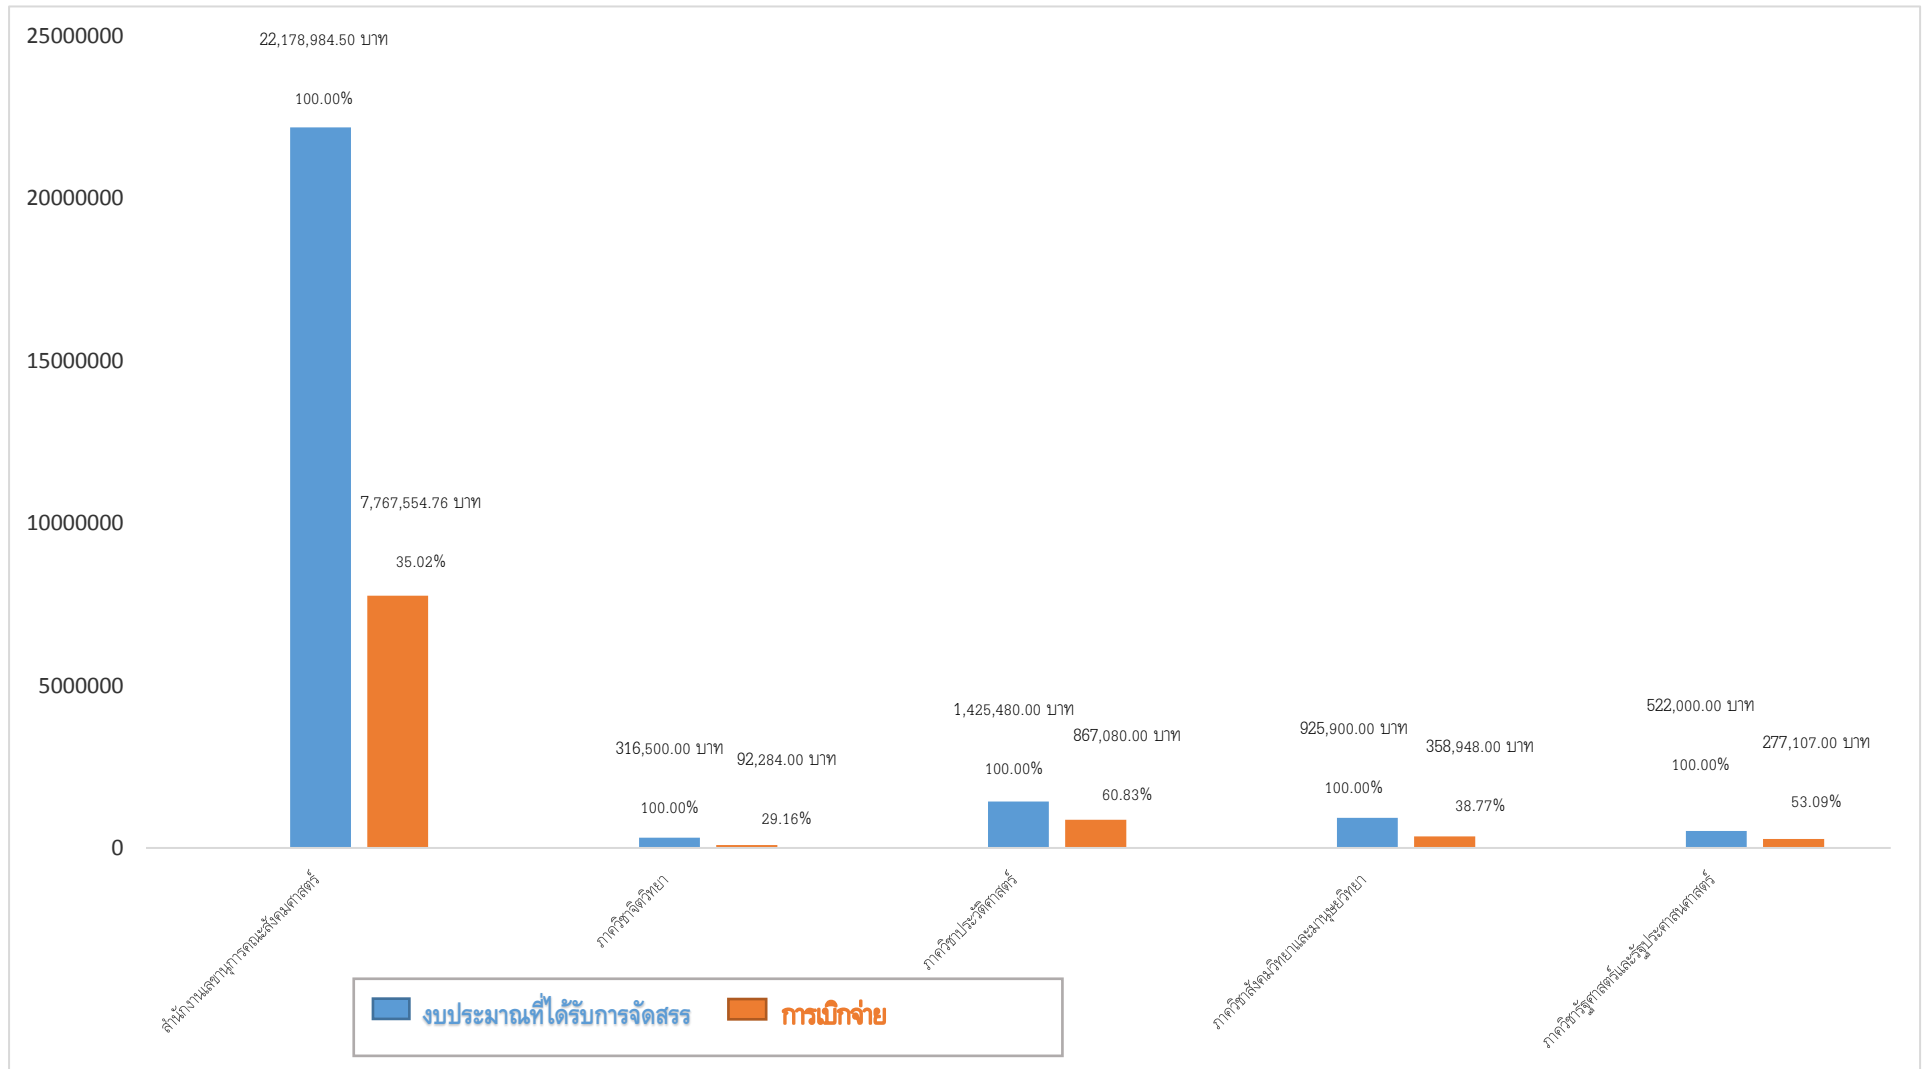 25000000
20000000
15000000
10000000
5000000
0
22,178,984.50 บาท
100.00%
7,767,554.76 บาท
35.02%
316,500.00 บาท
100.00%
92,284.00 บาท
29.16%
1,425,480.00 บาท
100.00%
867,080.00 บาท
60.83%
925,900.00 บาท
100.00%
358,948.00 บาท
38.77%
522,000.00 บาท
100.00%
277,107.00 บาท
53.09%
สำนักงานเลขานุการคณะสังคมศาสตร์
ภาควิชาจิตวิทยา
ภาควิชาประวัติศาสตร์
ภาควิชาสังคมวิทยาและมานุษยวิทยา
ภาควิชารัฐศาสตร์และรัฐประศาสนศาสตร์
งบประมาณที่ได้รับการจัดสรร
การเบิกจ่าย